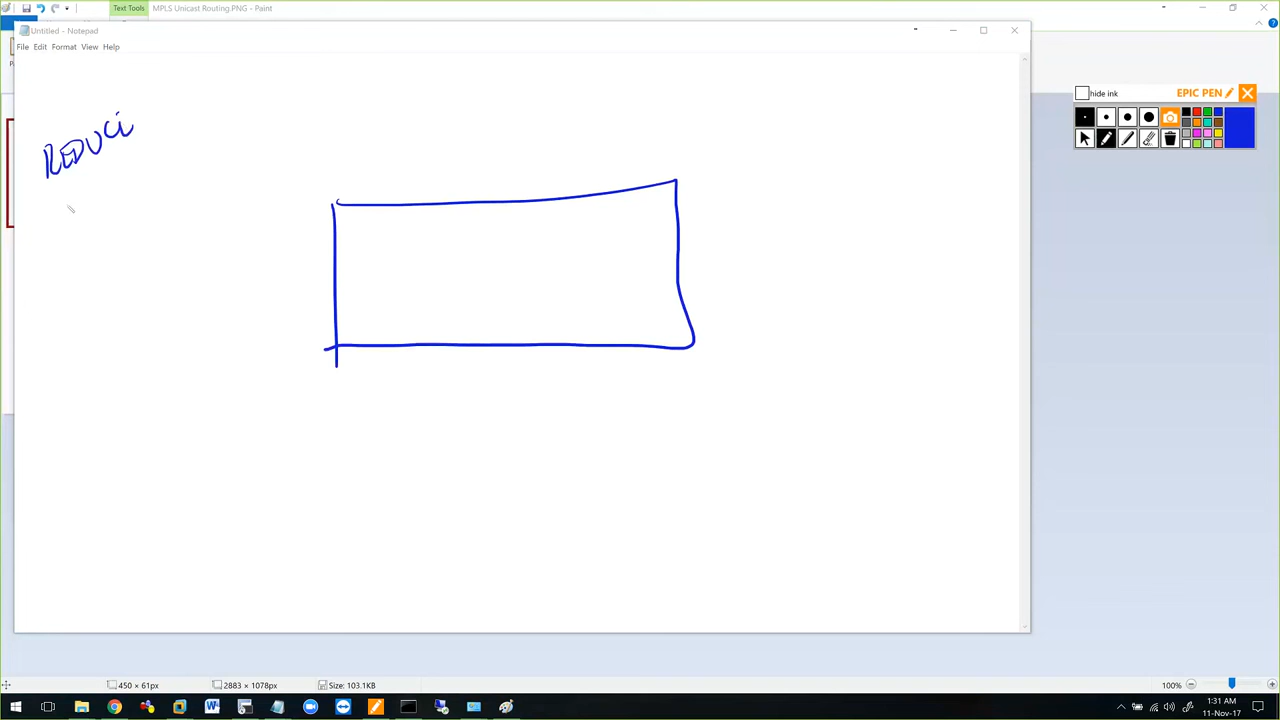 Text Tools MPLS Unicast Routing.PNG - Paint
Untitled - Notepad
File Edit Format View Help
hide ink EPIC PEN
REDUCi
450 × 61px 2883 × 1078px Size: 103.1KB 100%
1:31 AM
11-Nov-17